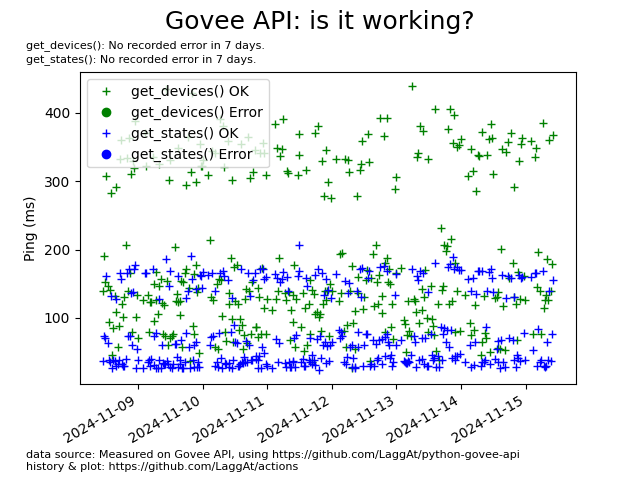 Govee API: is it working?
get_devices(): No recorded error in 7 days.
get_states(): No recorded error in 7 days.
get_devices() OK
get_devices() Error
get_states() OK
get_states() Error
Ping (ms)
400
300
200
100
2024-11-09
2024-11-10
2024-11-11
2024-11-12
2024-11-13
2024-11-14
2024-11-15
data source: Measured on Govee API, using https://github.com/LaggAt/python-govee-api
history & plot: https://github.com/LaggAt/actions